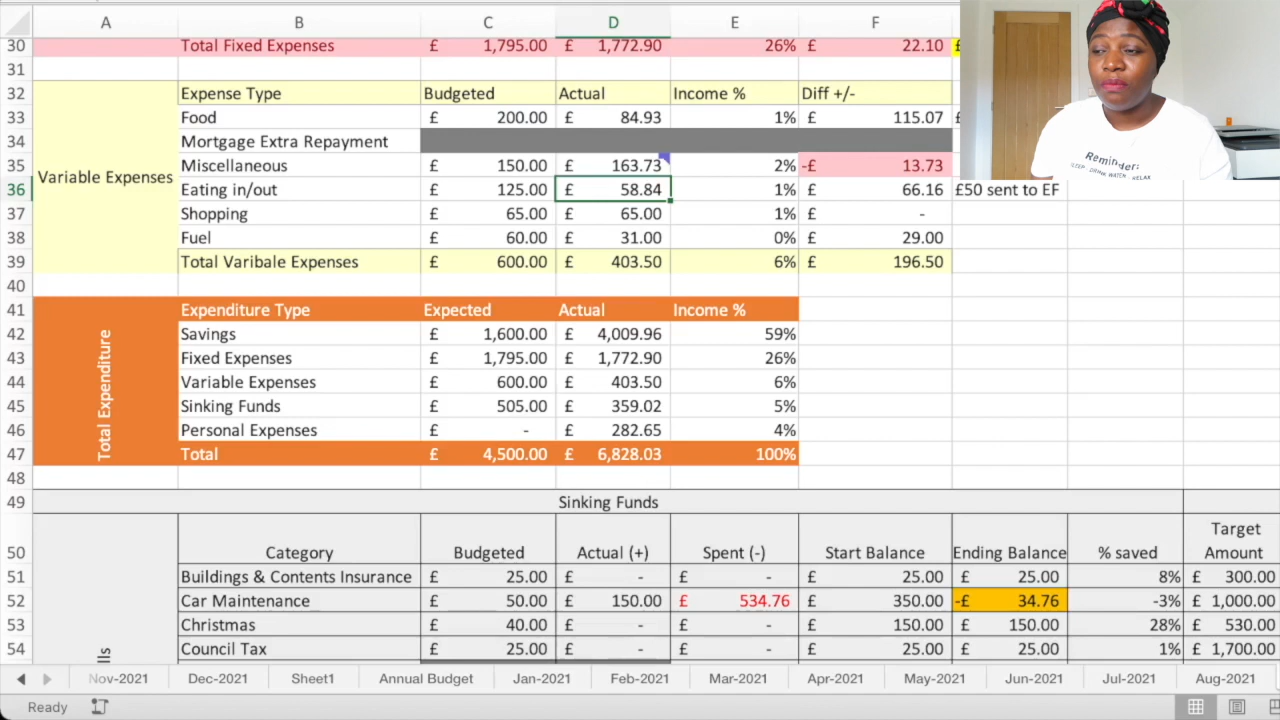 A B C D E F
30 Total Fixed Expenses £ 1,795.00 £ 1,772.90 26% £ 22.10 £
31
32 Expense Type Budgeted Actual Income % Diff +/-
33 Food £ 200.00 £ 84.93 1% £ 115.07 £
34 Mortgage Extra Repayment
35 Miscellaneous £ 150.00 £ 163.73 2% -£ 13.73
Variable Expenses
36 Eating in/out £ 125.00 £ 58.84 1% £ 66.16 £50 sent to EF
37 Shopping £ 65.00 £ 65.00 1% £ -
38 Fuel £ 60.00 £ 31.00 0% £ 29.00
39 Total Varibale Expenses £ 600.00 £ 403.50 6% £ 196.50
40
41 Expenditure Type Expected Actual Income %
42 Savings £ 1,600.00 £ 4,009.96 59%
43 Fixed Expenses £ 1,795.00 £ 1,772.90 26%
44 Variable Expenses £ 600.00 £ 403.50 6%
Total Expenditure
45 Sinking Funds £ 505.00 £ 359.02 5%
46 Personal Expenses £ - £ 282.65 4%
47 Total £ 4,500.00 £ 6,828.03 100%
48
49 Sinking Funds
50 Category Budgeted Actual (+) Spent (-) Start Balance Ending Balance % saved Target Amount
51 Buildings & Contents Insurance £ 25.00 £ - £ - £ 25.00 £ 25.00 8% £ 300.00
52 Car Maintenance £ 50.00 £ 150.00 £ 534.76 £ 350.00 -£ 34.76 -3% £ 1,000.00
53 Christmas £ 40.00 £ - £ - £ 150.00 £ 150.00 28% £ 530.00
54 Council Tax £ 25.00 £ - £ - £ 25.00 £ 25.00 1% £ 1,700.00
lls
Nov-2021 Dec-2021 Sheet1 Annual Budget Jan-2021 Feb-2021 Mar-2021 Apr-2021 May-2021 Jun-2021 Jul-2021 Aug-2021
Ready
Reminder:
SLEEP · DRINK WATER · RELAX